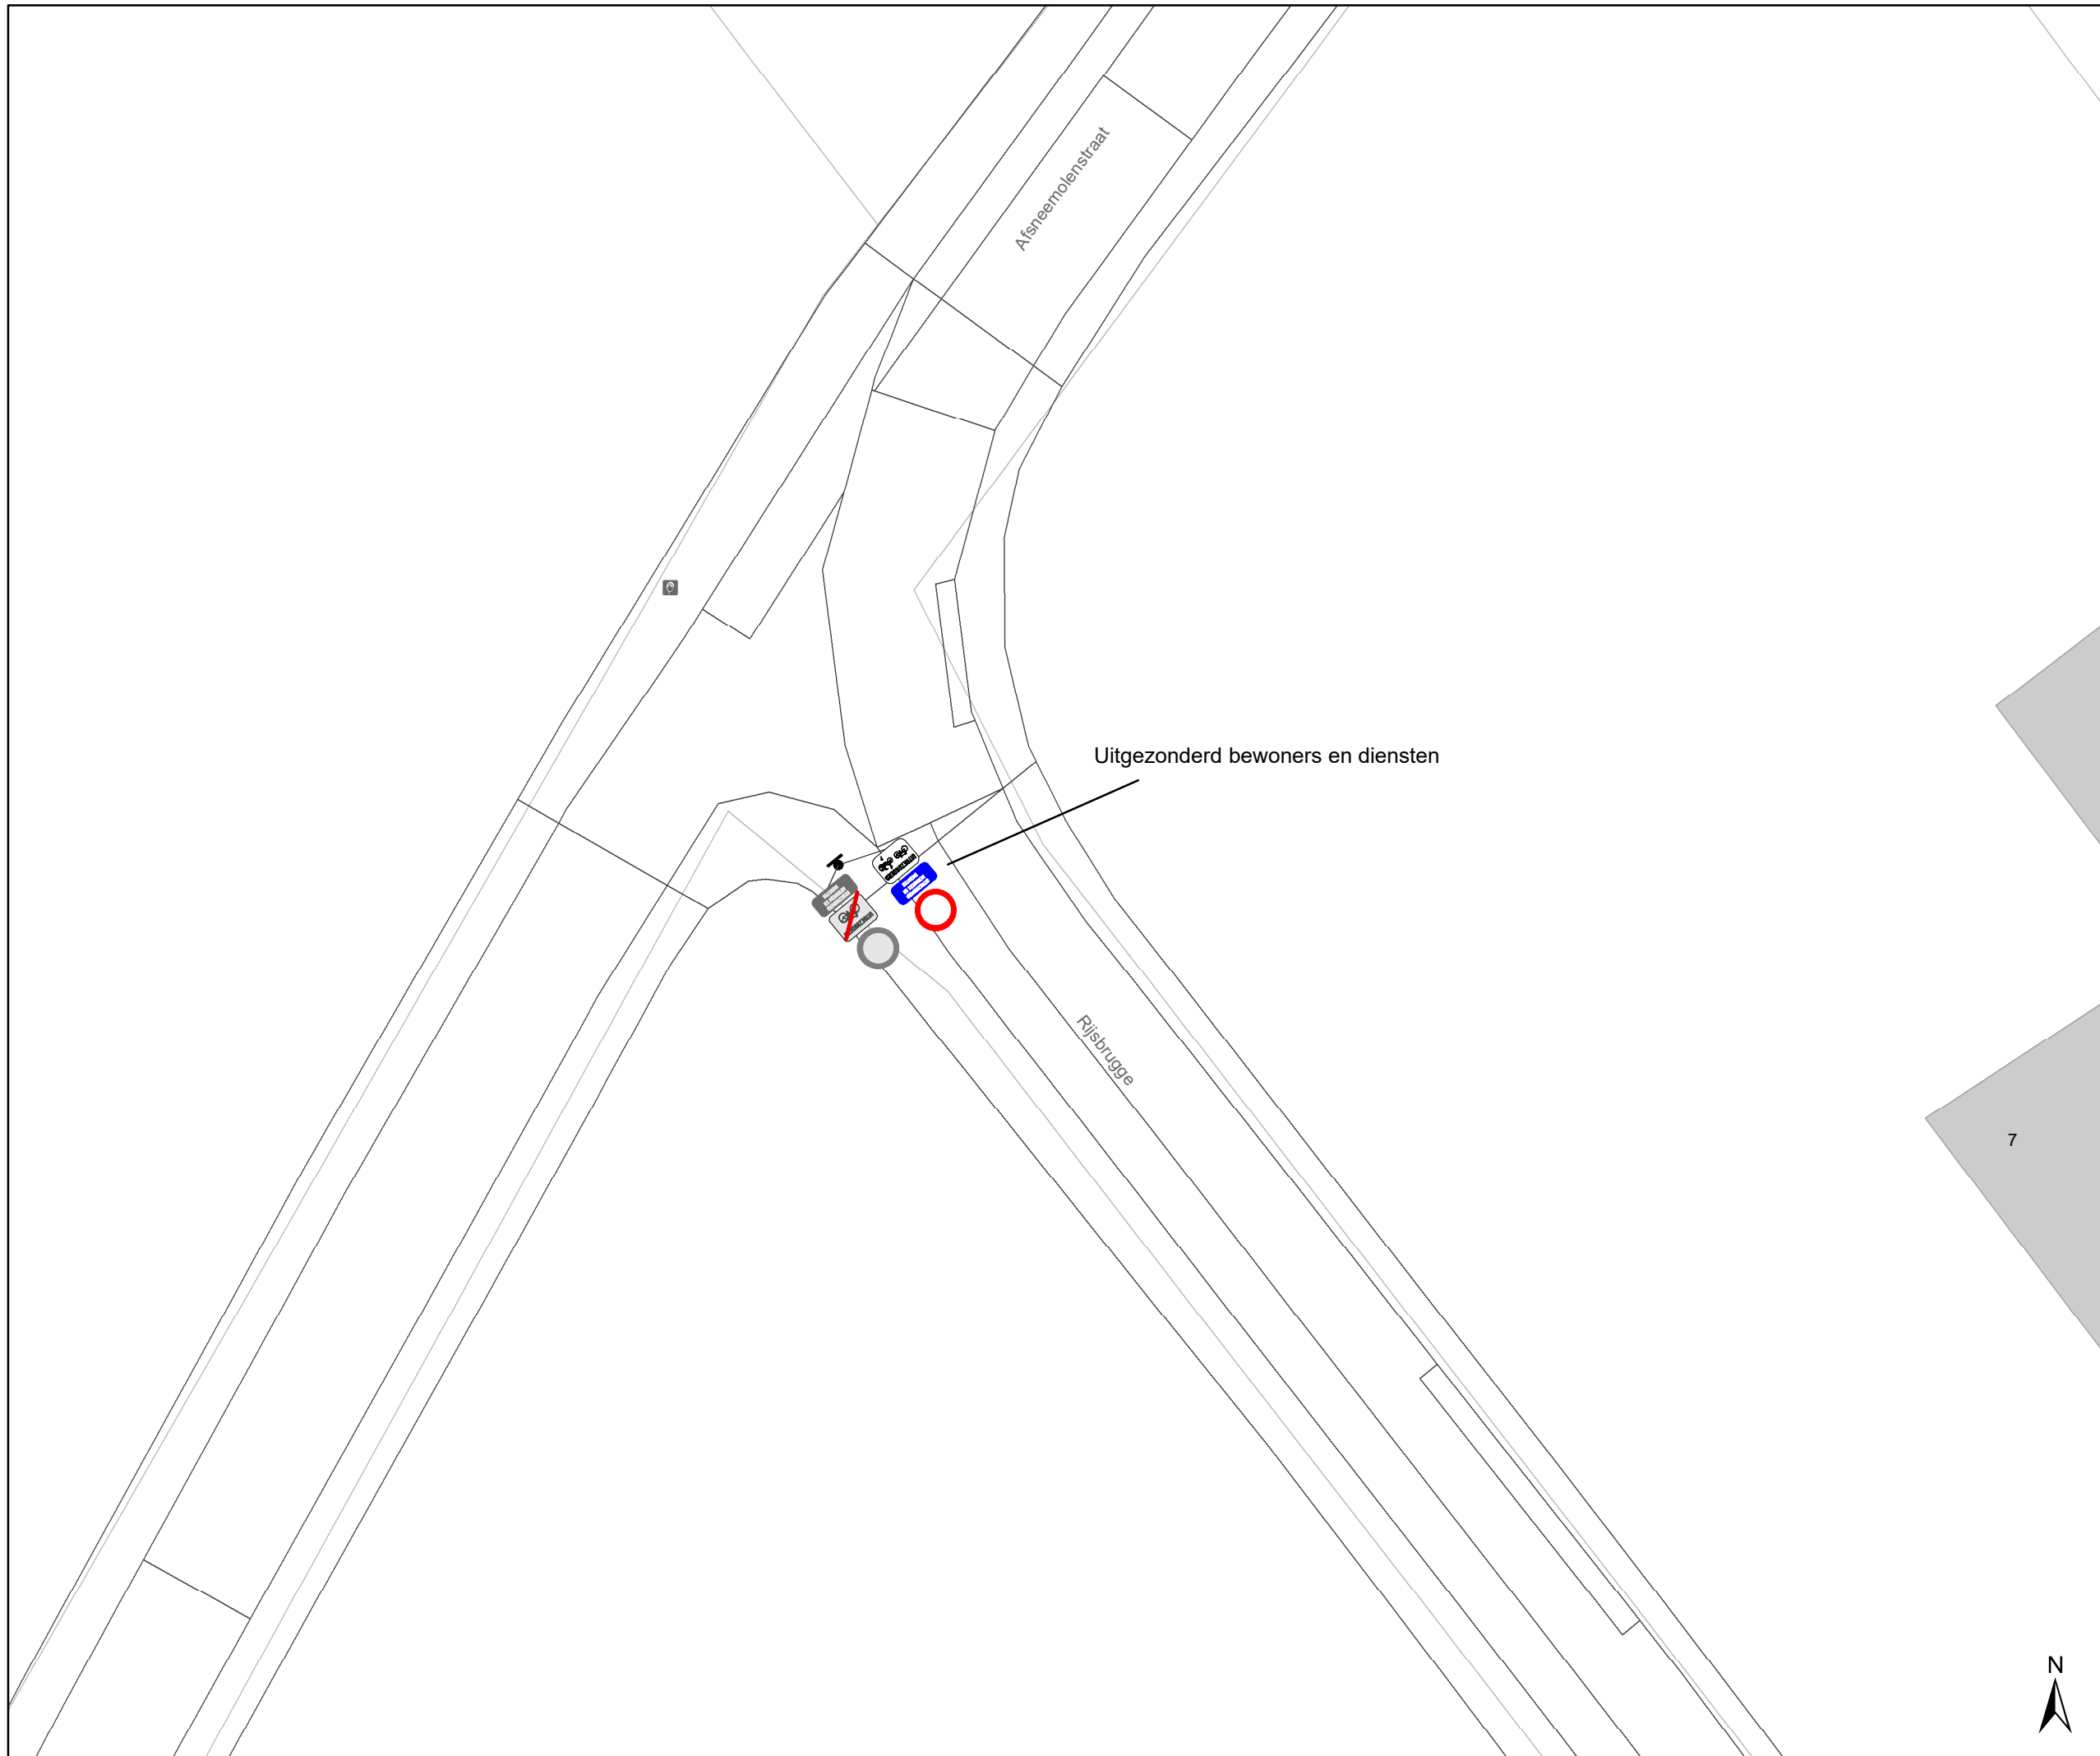 Afsneemolenstraat
Uitgezonderd bewoners en diensten
Rijsbrugge
7
N